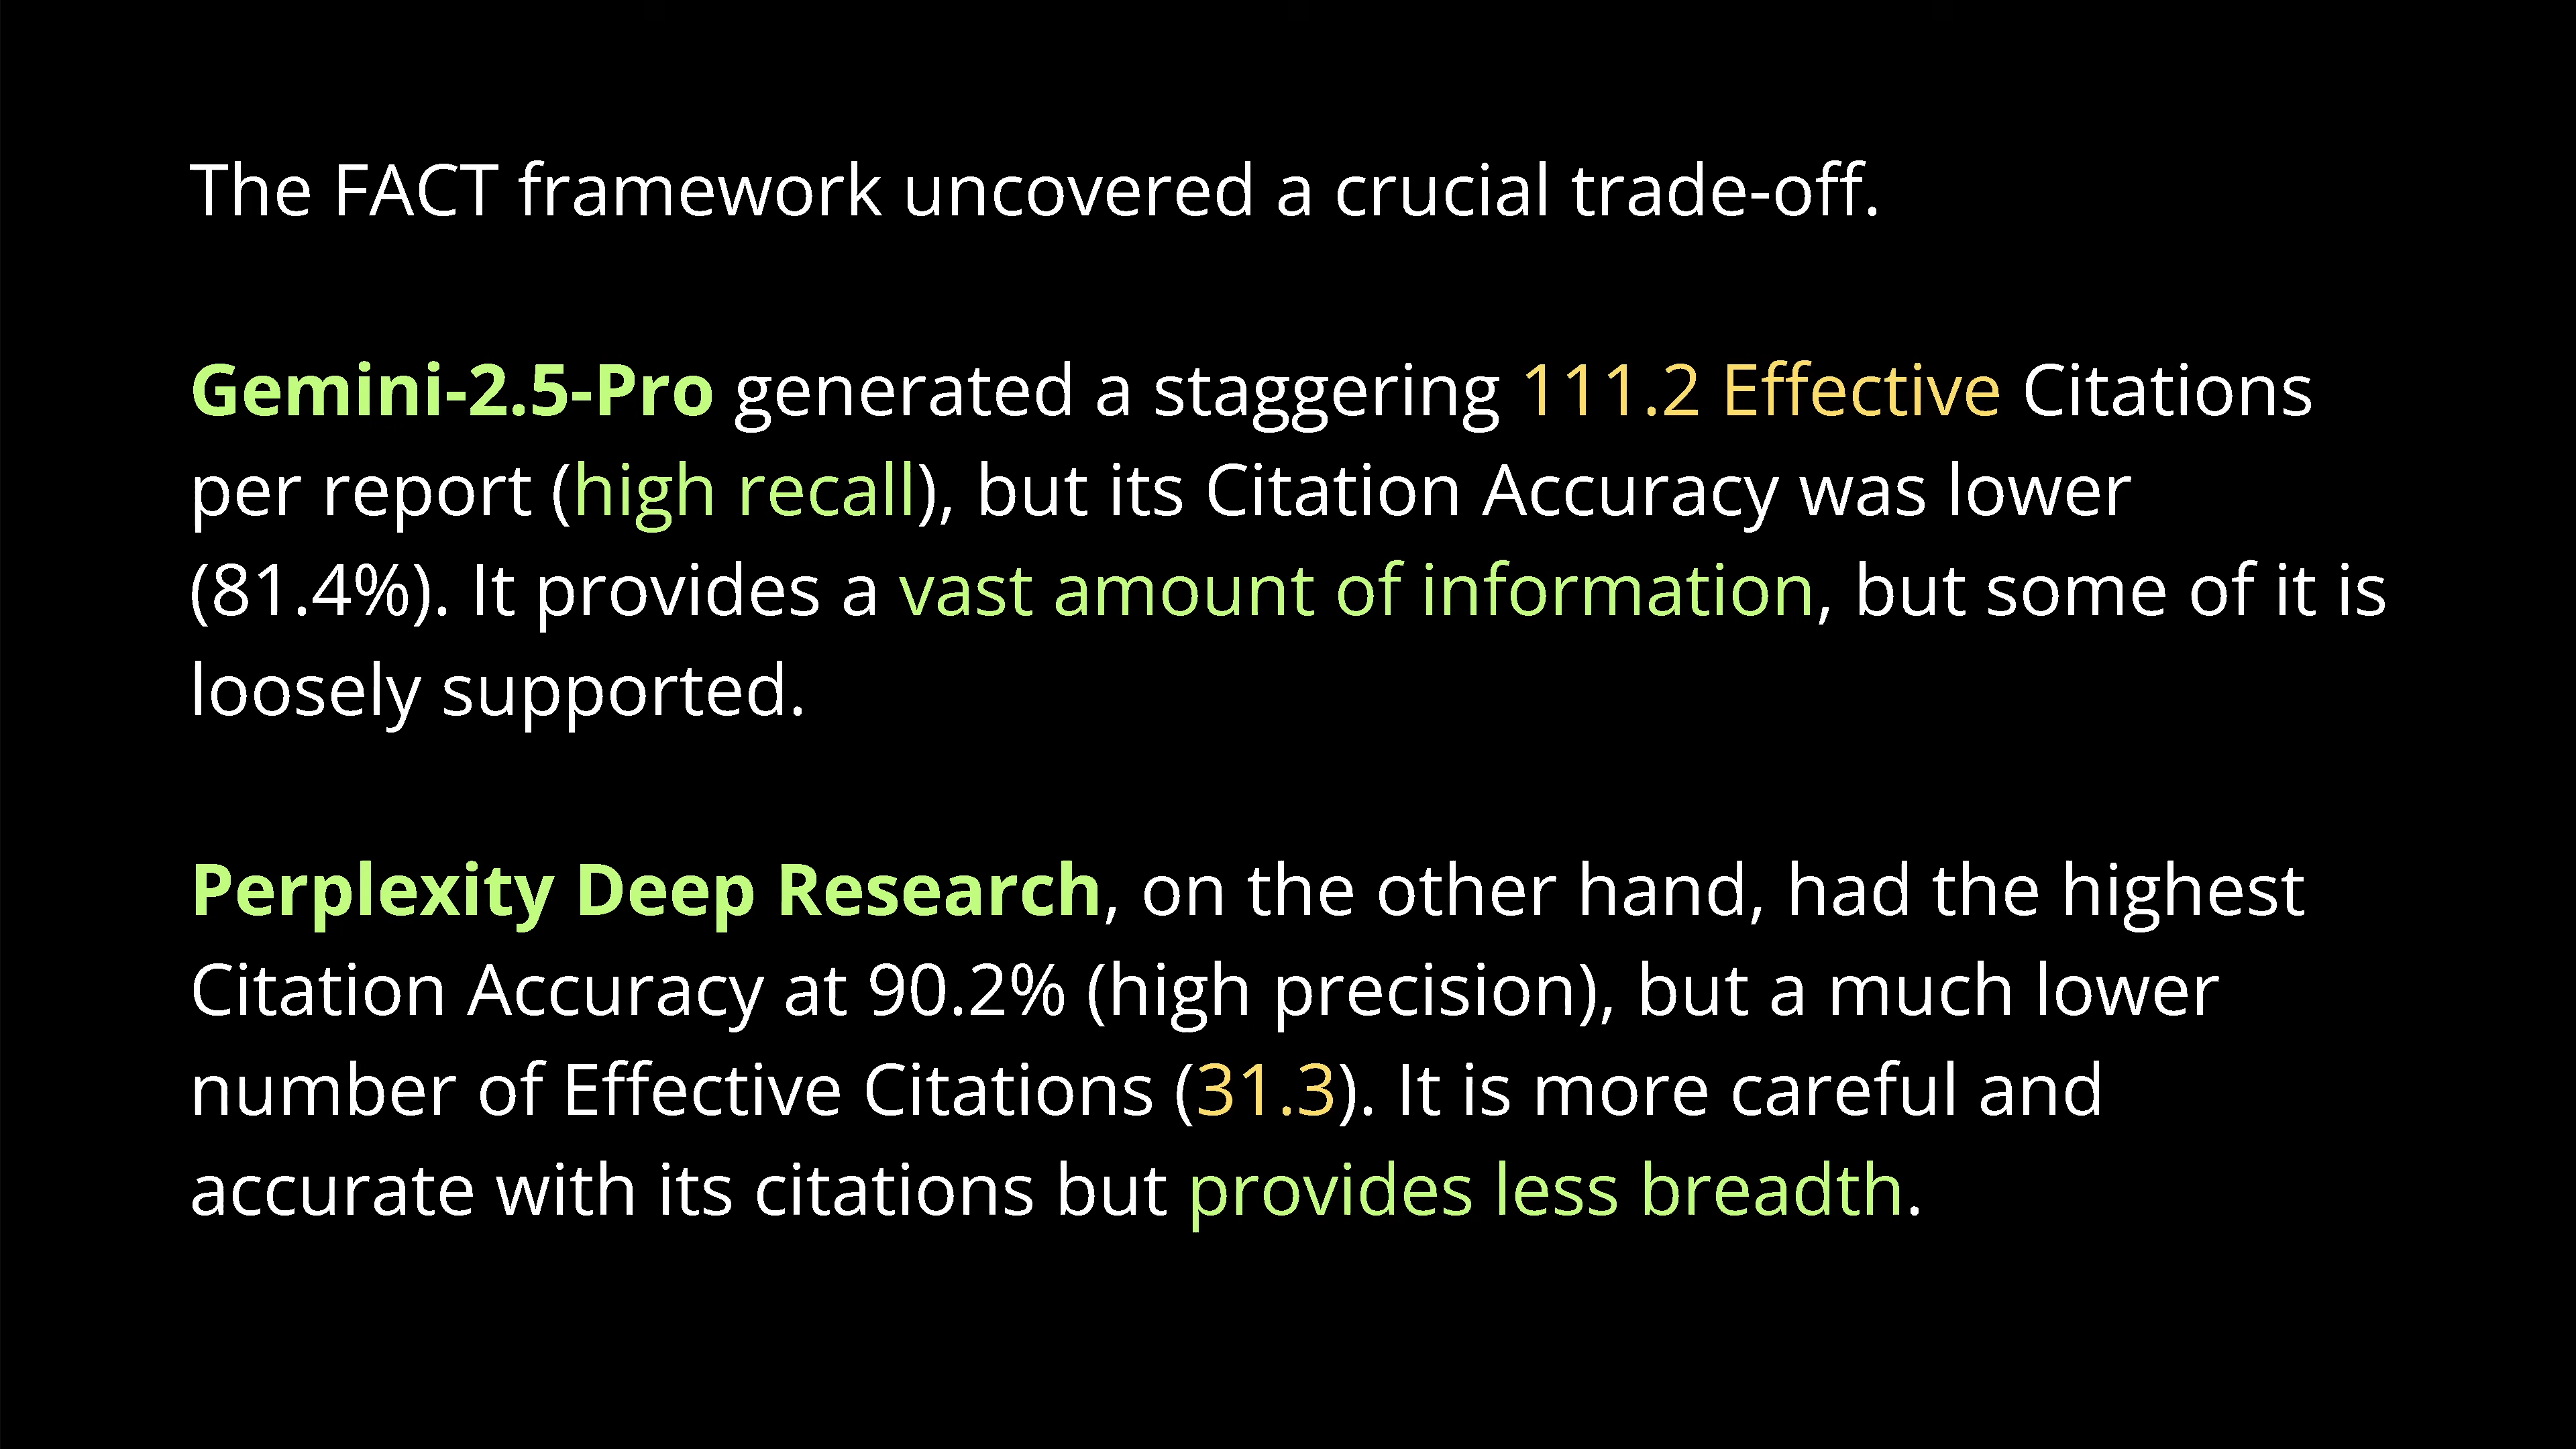 The FACT framework uncovered a crucial trade-off.
Gemini-2.5-Pro generated a staggering 111.2 Effective Citations
per report (high recall), but its Citation Accuracy was lower
(81.4%). It provides a vast amount of information, but some of it is
loosely supported.
Perplexity Deep Research, on the other hand, had the highest
Citation Accuracy at 90.2% (high precision), but a much lower
number of Effective Citations (31.3). It is more careful and
accurate with its citations but provides less breadth.